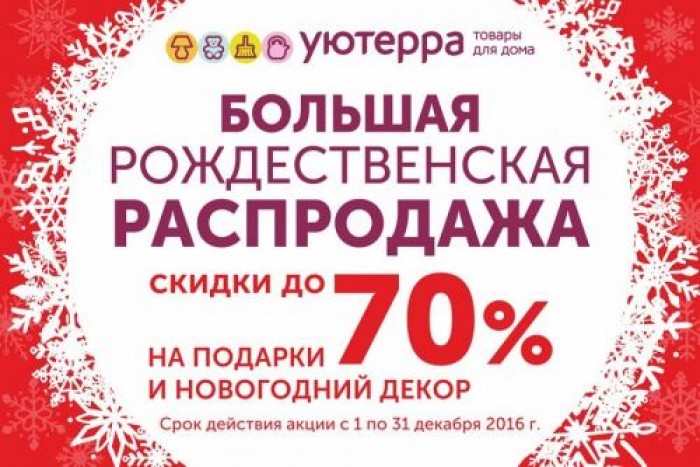 уютерра товары
для дома
БОЛЬШАЯ
РОЖДЕСТВЕНСКАЯ
РАСПРОДАЖА
СКИДКИ ДО 70%
НА ПОДАРКИ
И НОВОГОДНИЙ ДЕКОР
Срок действия акции с 1 по 31 декабря 2016 г.